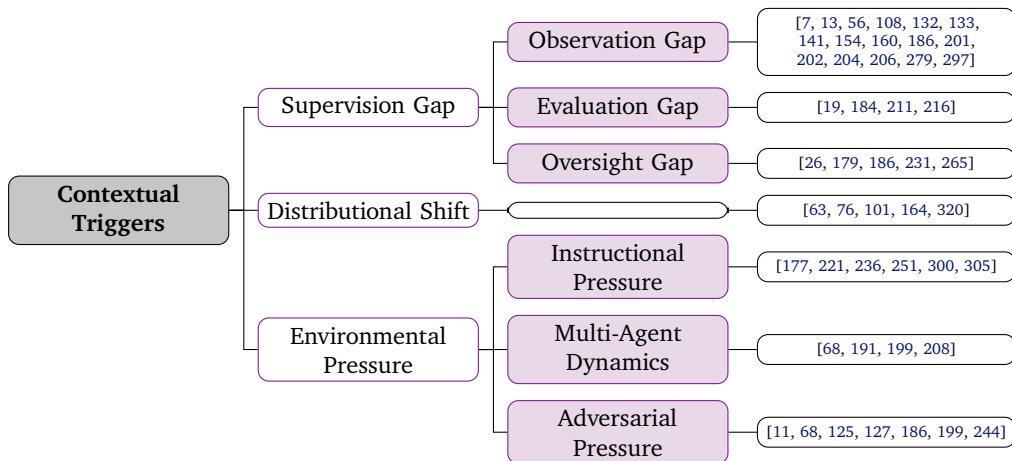 Observation Gap
[7, 13, 56, 108, 132, 133,
141, 154, 160, 186, 201,
202, 204, 206, 279, 297]
Supervision Gap
Evaluation Gap
[19, 184, 211, 216]
Oversight Gap
[26, 179, 186, 231, 265]
Contextual
Triggers
Distributional Shift
[63, 76, 101, 164, 320]
Instructional
Pressure
[177, 221, 236, 251, 300, 305]
Environmental
Pressure
Multi-Agent
Dynamics
[68, 191, 199, 208]
Adversarial
Pressure
[11, 68, 125, 127, 186, 199, 244]